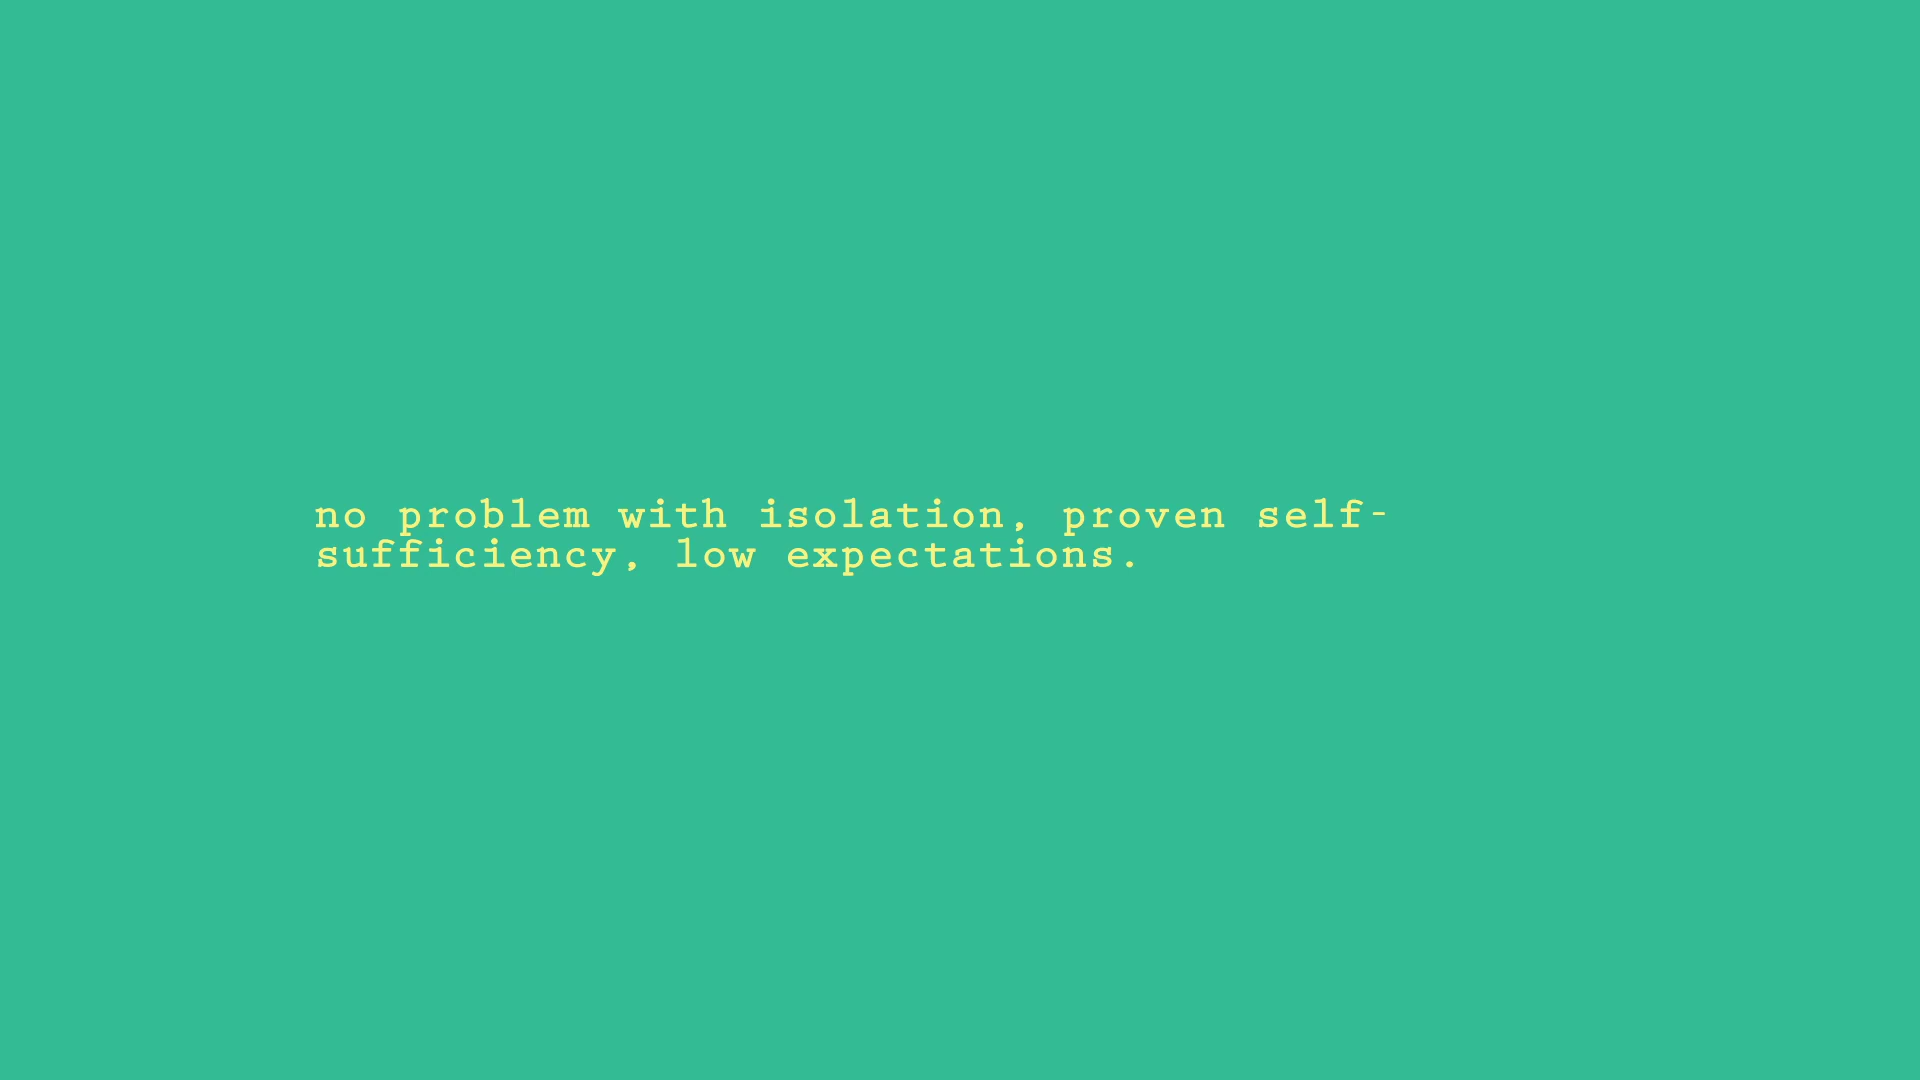 no problem with isolation, proven self-
sufficiency, low expectations.